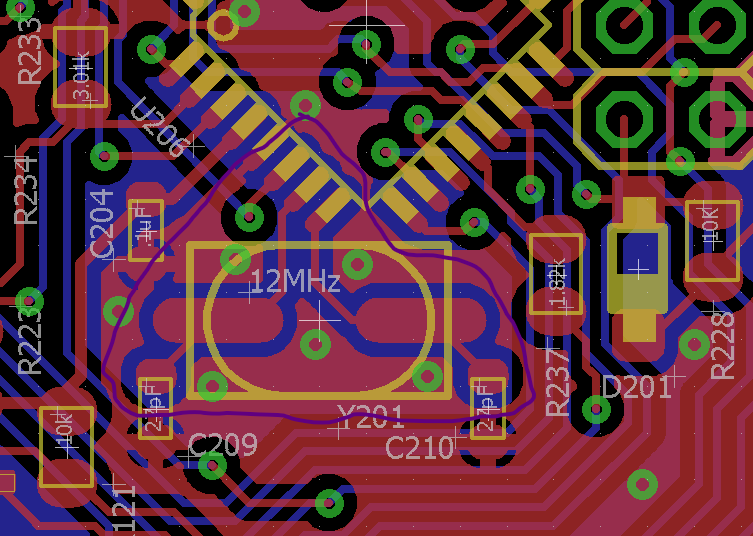 R233
3.01k
U206
R234
C204
.1uF
12MHz
R223
10K
1.82k
R237
R228
D201
27pF
27pF
Y201
C209
C210
10K
121